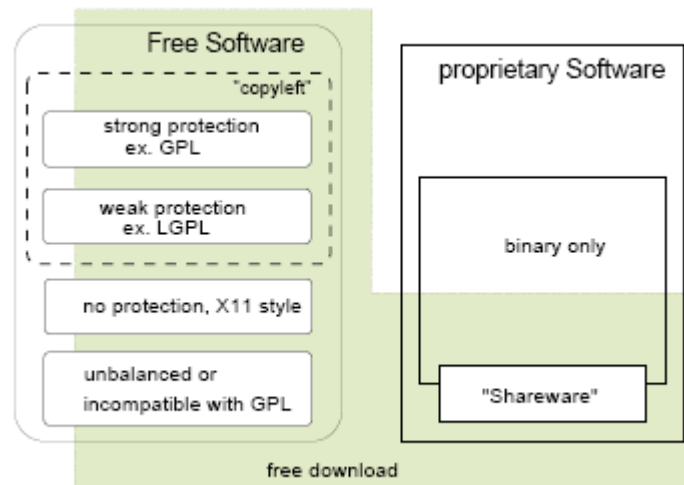 Free Software
"copyleft"
strong protection
ex. GPL
weak protection
ex. LGPL
no protection, X11 style
unbalanced or
incompatible with GPL
proprietary Software
binary only
"Shareware"
free download